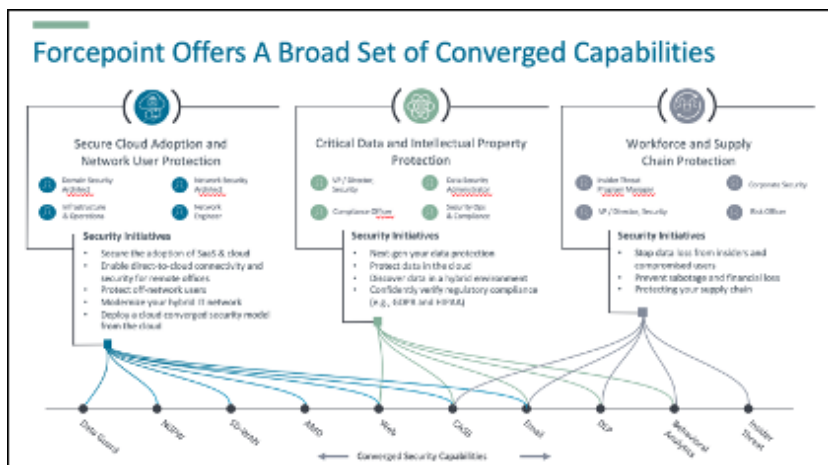 Forcepoint Offers A Broad Set of Converged Capabilities
Secure Cloud Adoption and
Network User Protection
Domain Security
Architect
Network Security
Architect
Infrastructure
& Operations
Network
Engineer
Security Initiatives
• Secure the adoption of SaaS & cloud
• Enable direct-to-cloud connectivity and
security for remote offices
• Protect off-network users
• Modernize your hybrid IT network
• Deploy a cloud converged security model
from the cloud
Critical Data and Intellectual Property
Protection
VP / Director,
Security
Data Security
Administrator
Compliance Officer
Security Ops
& Compliance
Security Initiatives
• Next-gen your data protection
• Protect data in the cloud
• Discover data in a hybrid environment
• Confidently verify regulatory compliance
(e.g., GDPR and HIPAA)
Workforce and Supply
Chain Protection
Insider Threat
Program Manager
Corporate Security
VP / Director, Security
Risk Officer
Security Initiatives
• Stop data loss from insiders and
compromised users
• Prevent sabotage and financial loss
• Protecting your supply chain
Data Guard
NGFW
SD-WAN
AMD
Web
CASB
Email
DLP
Behavioral
Analytics
Insider
Threat
Converged Security Capabilities